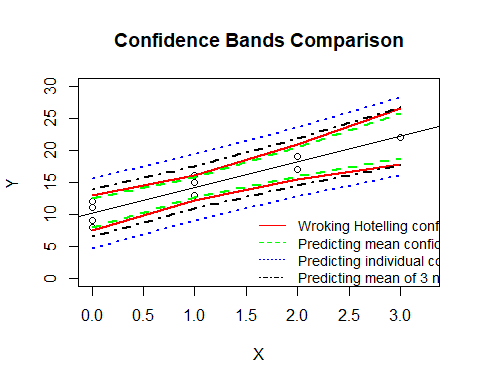 Confidence Bands Comparison
Y
30
25
20
15
10
5
0
Wroking Hotelling conf
Predicting mean confic
Predicting individual co
Predicting mean of 3 n
0.0 0.5 1.0 1.5 2.0 2.5 3.0
X